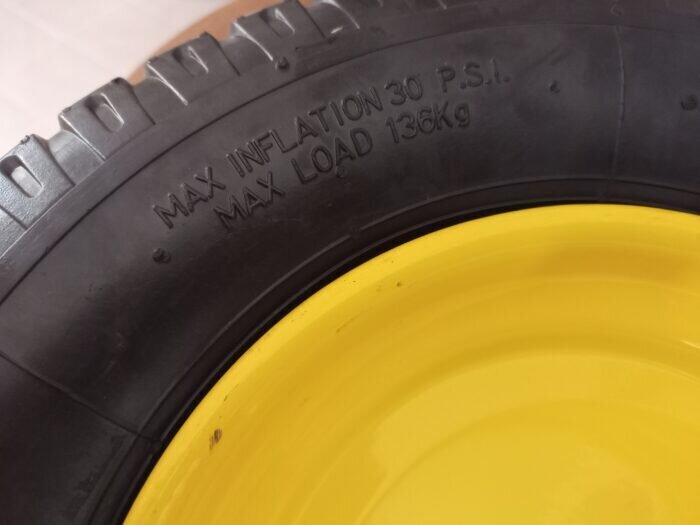 MAX INFLATION 30 P.S.I.
MAX LOAD 136Kg